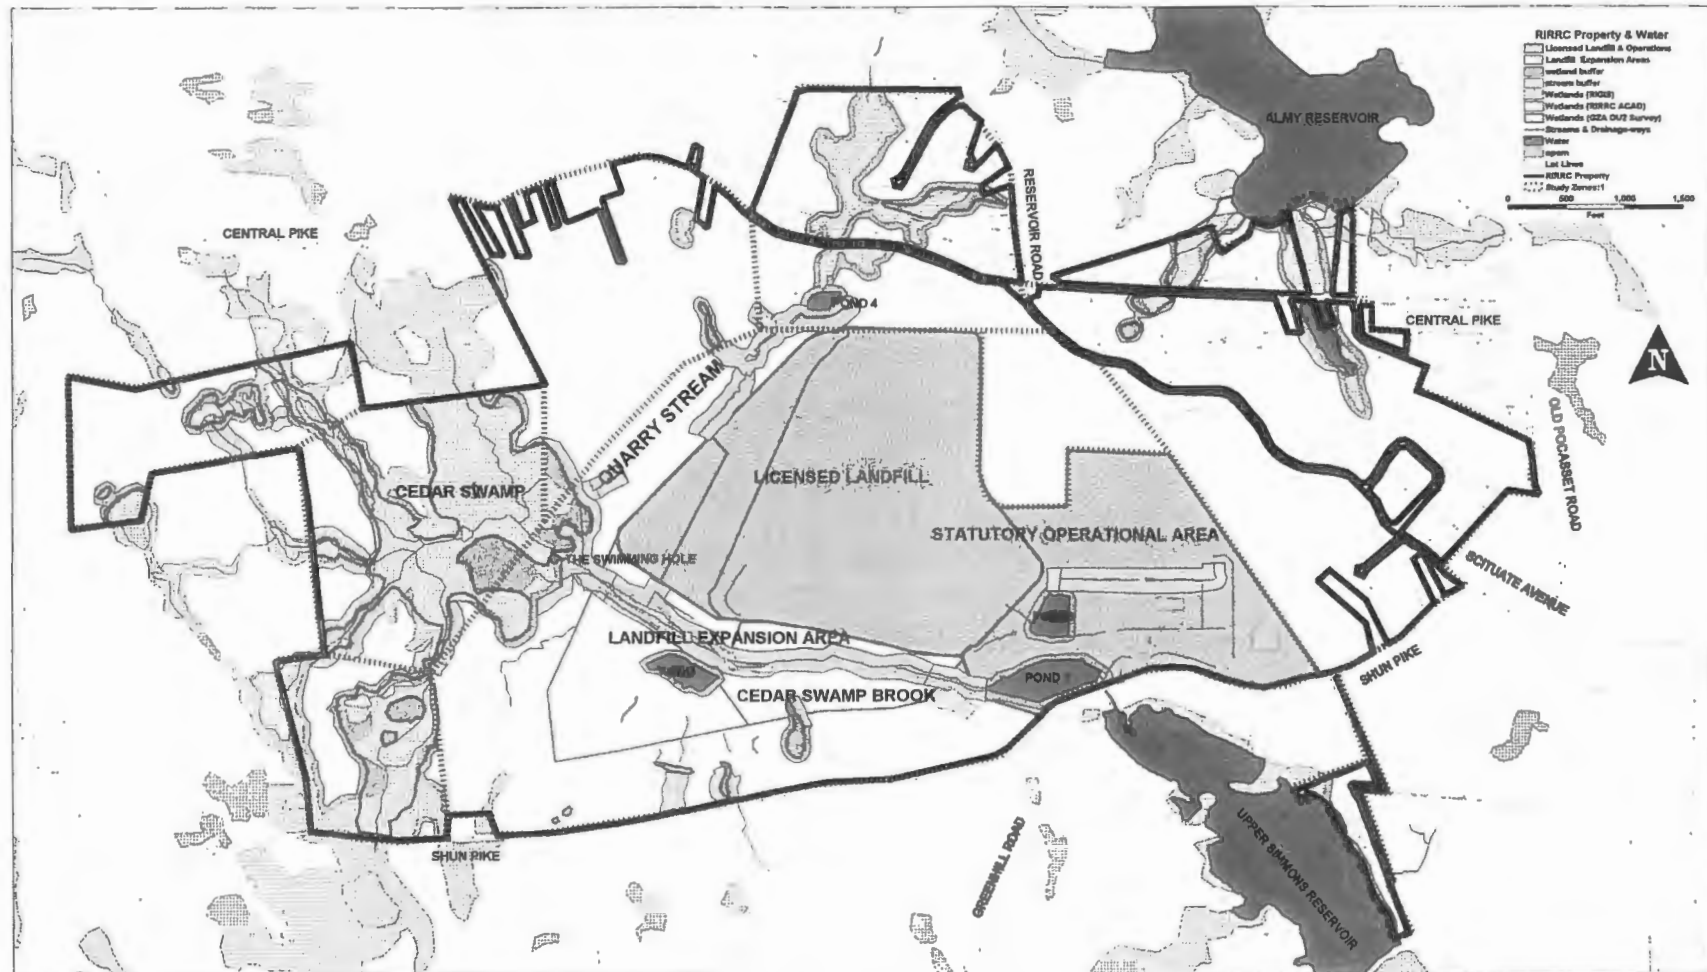 RIRRC Property & Water
Licensed Landfill & Operations
Landfill Expansion Areas
wetland buffer
stream buffer
Wetlands (RIGIS)
Wetlands (RIRRC ACAD)
Wetlands (GZA OU2 Survey)
Streams & Drainage-ways
Water
Lot Lines
RIRRC Property
Study Zones:1
0 500 1,000 1,500
Feet
ALMY RESERVOIR
RESERVOIR ROAD
CENTRAL PIKE
POND 4
CENTRAL PIKE
N
QUARRY STREAM
OLD POCASSET ROAD
LICENSED LANDFILL
CEDAR SWAMP
STATUTORY OPERATIONAL AREA
THE SWIMMING HOLE
SCITUATE AVENUE
LANDFILL EXPANSION AREA
SHUN PIKE
POND
CEDAR SWAMP BROOK
UPPER SIMMONS RESERVOIR
GREENHILL ROAD
SHUN PIKE